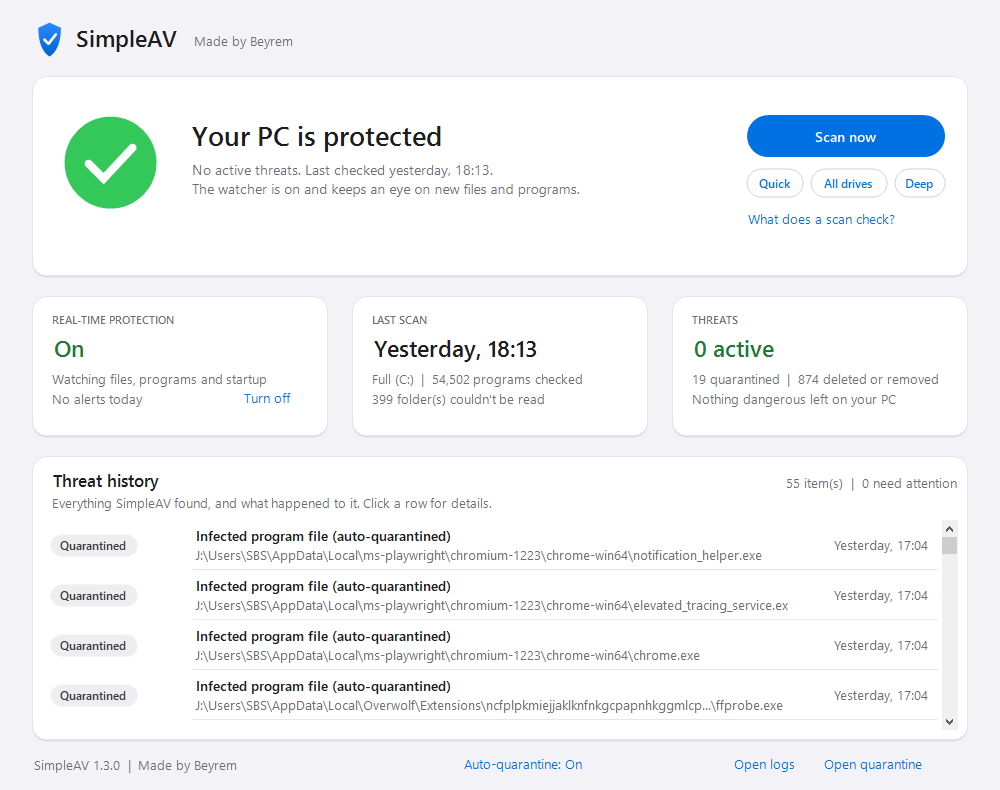 SimpleAV Made by Beyrem
Your PC is protected
No active threats. Last checked yesterday, 18:13.
The watcher is on and keeps an eye on new files and programs.
Scan now
Quick All drives Deep
What does a scan check?
REAL-TIME PROTECTION
On
Watching files, programs and startup
No alerts today Turn off
LAST SCAN
Yesterday, 18:13
Full (C:) | 54,502 programs checked
399 folder(s) couldn't be read
THREATS
0 active
19 quarantined | 874 deleted or removed
Nothing dangerous left on your PC
Threat history
55 item(s) | 0 need attention
Everything SimpleAV found, and what happened to it. Click a row for details.
Quarantined
Infected program file (auto-quarantined)
J:\Users\SBS\AppData\Local\ms-playwright\chromium-1223\chrome-win64\notification_helper.exe
Yesterday, 17:04
Quarantined
Infected program file (auto-quarantined)
J:\Users\SBS\AppData\Local\ms-playwright\chromium-1223\chrome-win64\elevated_tracing_service.ex
Yesterday, 17:04
Quarantined
Infected program file (auto-quarantined)
J:\Users\SBS\AppData\Local\ms-playwright\chromium-1223\chrome-win64\chrome.exe
Yesterday, 17:04
Quarantined
Infected program file (auto-quarantined)
J:\Users\SBS\AppData\Local\Overwolf\Extensions\ncfplpkmiejjaklknfnkgcpapnhkggmlcp...\ffprobe.exe
Yesterday, 17:04
SimpleAV 1.3.0 | Made by Beyrem
Auto-quarantine: On
Open logs
Open quarantine